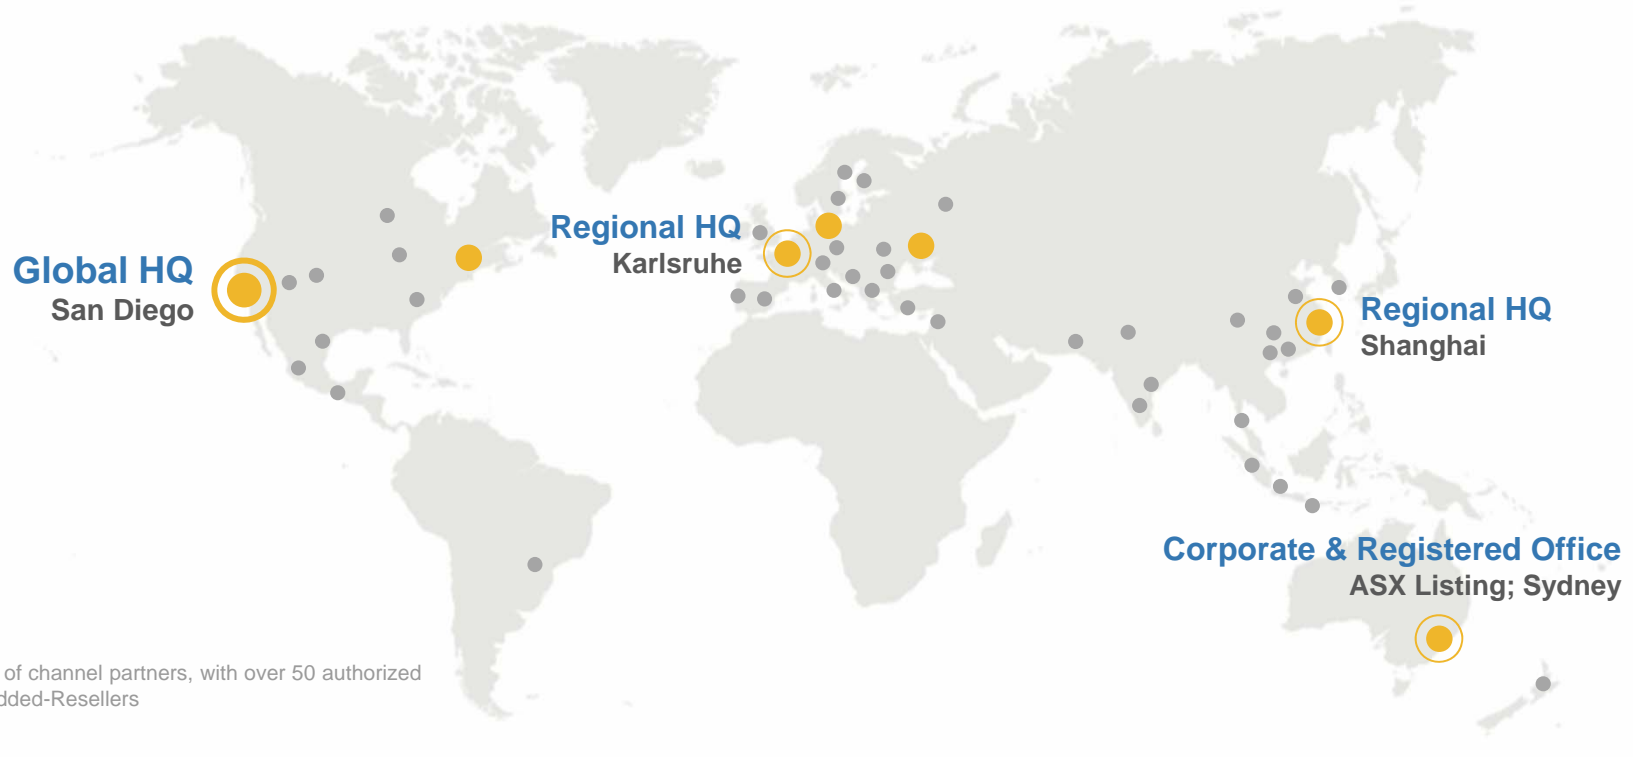 Global HQ
San Diego
Regional HQ
Karlsruhe
Regional HQ
Shanghai
Corporate & Registered Office
ASX Listing; Sydney
of channel partners, with over 50 authorized
dded-Resellers